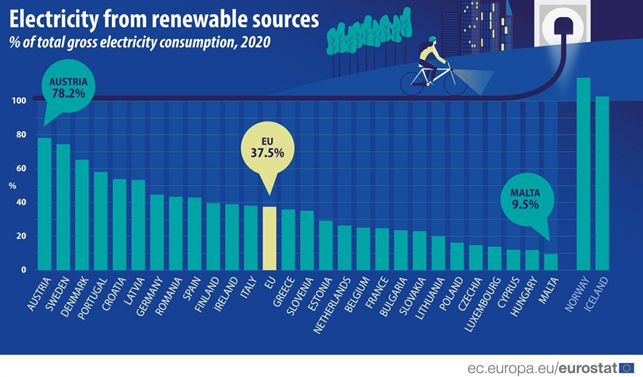 Electricity from renewable sources
% of total gross electricity consumption, 2020
AUSTRIA
78.2%
EU
37.5%
MALTA
9.5%
100
80
60
%
40
20
0
AUSTRIA
SWEDEN
DENMARK
PORTUGAL
CROATIA
LATVIA
GERMANY
ROMANIA
SPAIN
FINLAND
IRELAND
ITALY
EU
GREECE
SLOVENIA
ESTONIA
NETHERLANDS
BELGIUM
FRANCE
BULGARIA
SLOVAKIA
LITHUANIA
POLAND
CZECHIA
LUXEMBOURG
CYPRUS
HUNGARY
MALTA
NORWAY
ICELAND
ec.europa.eu/eurostat